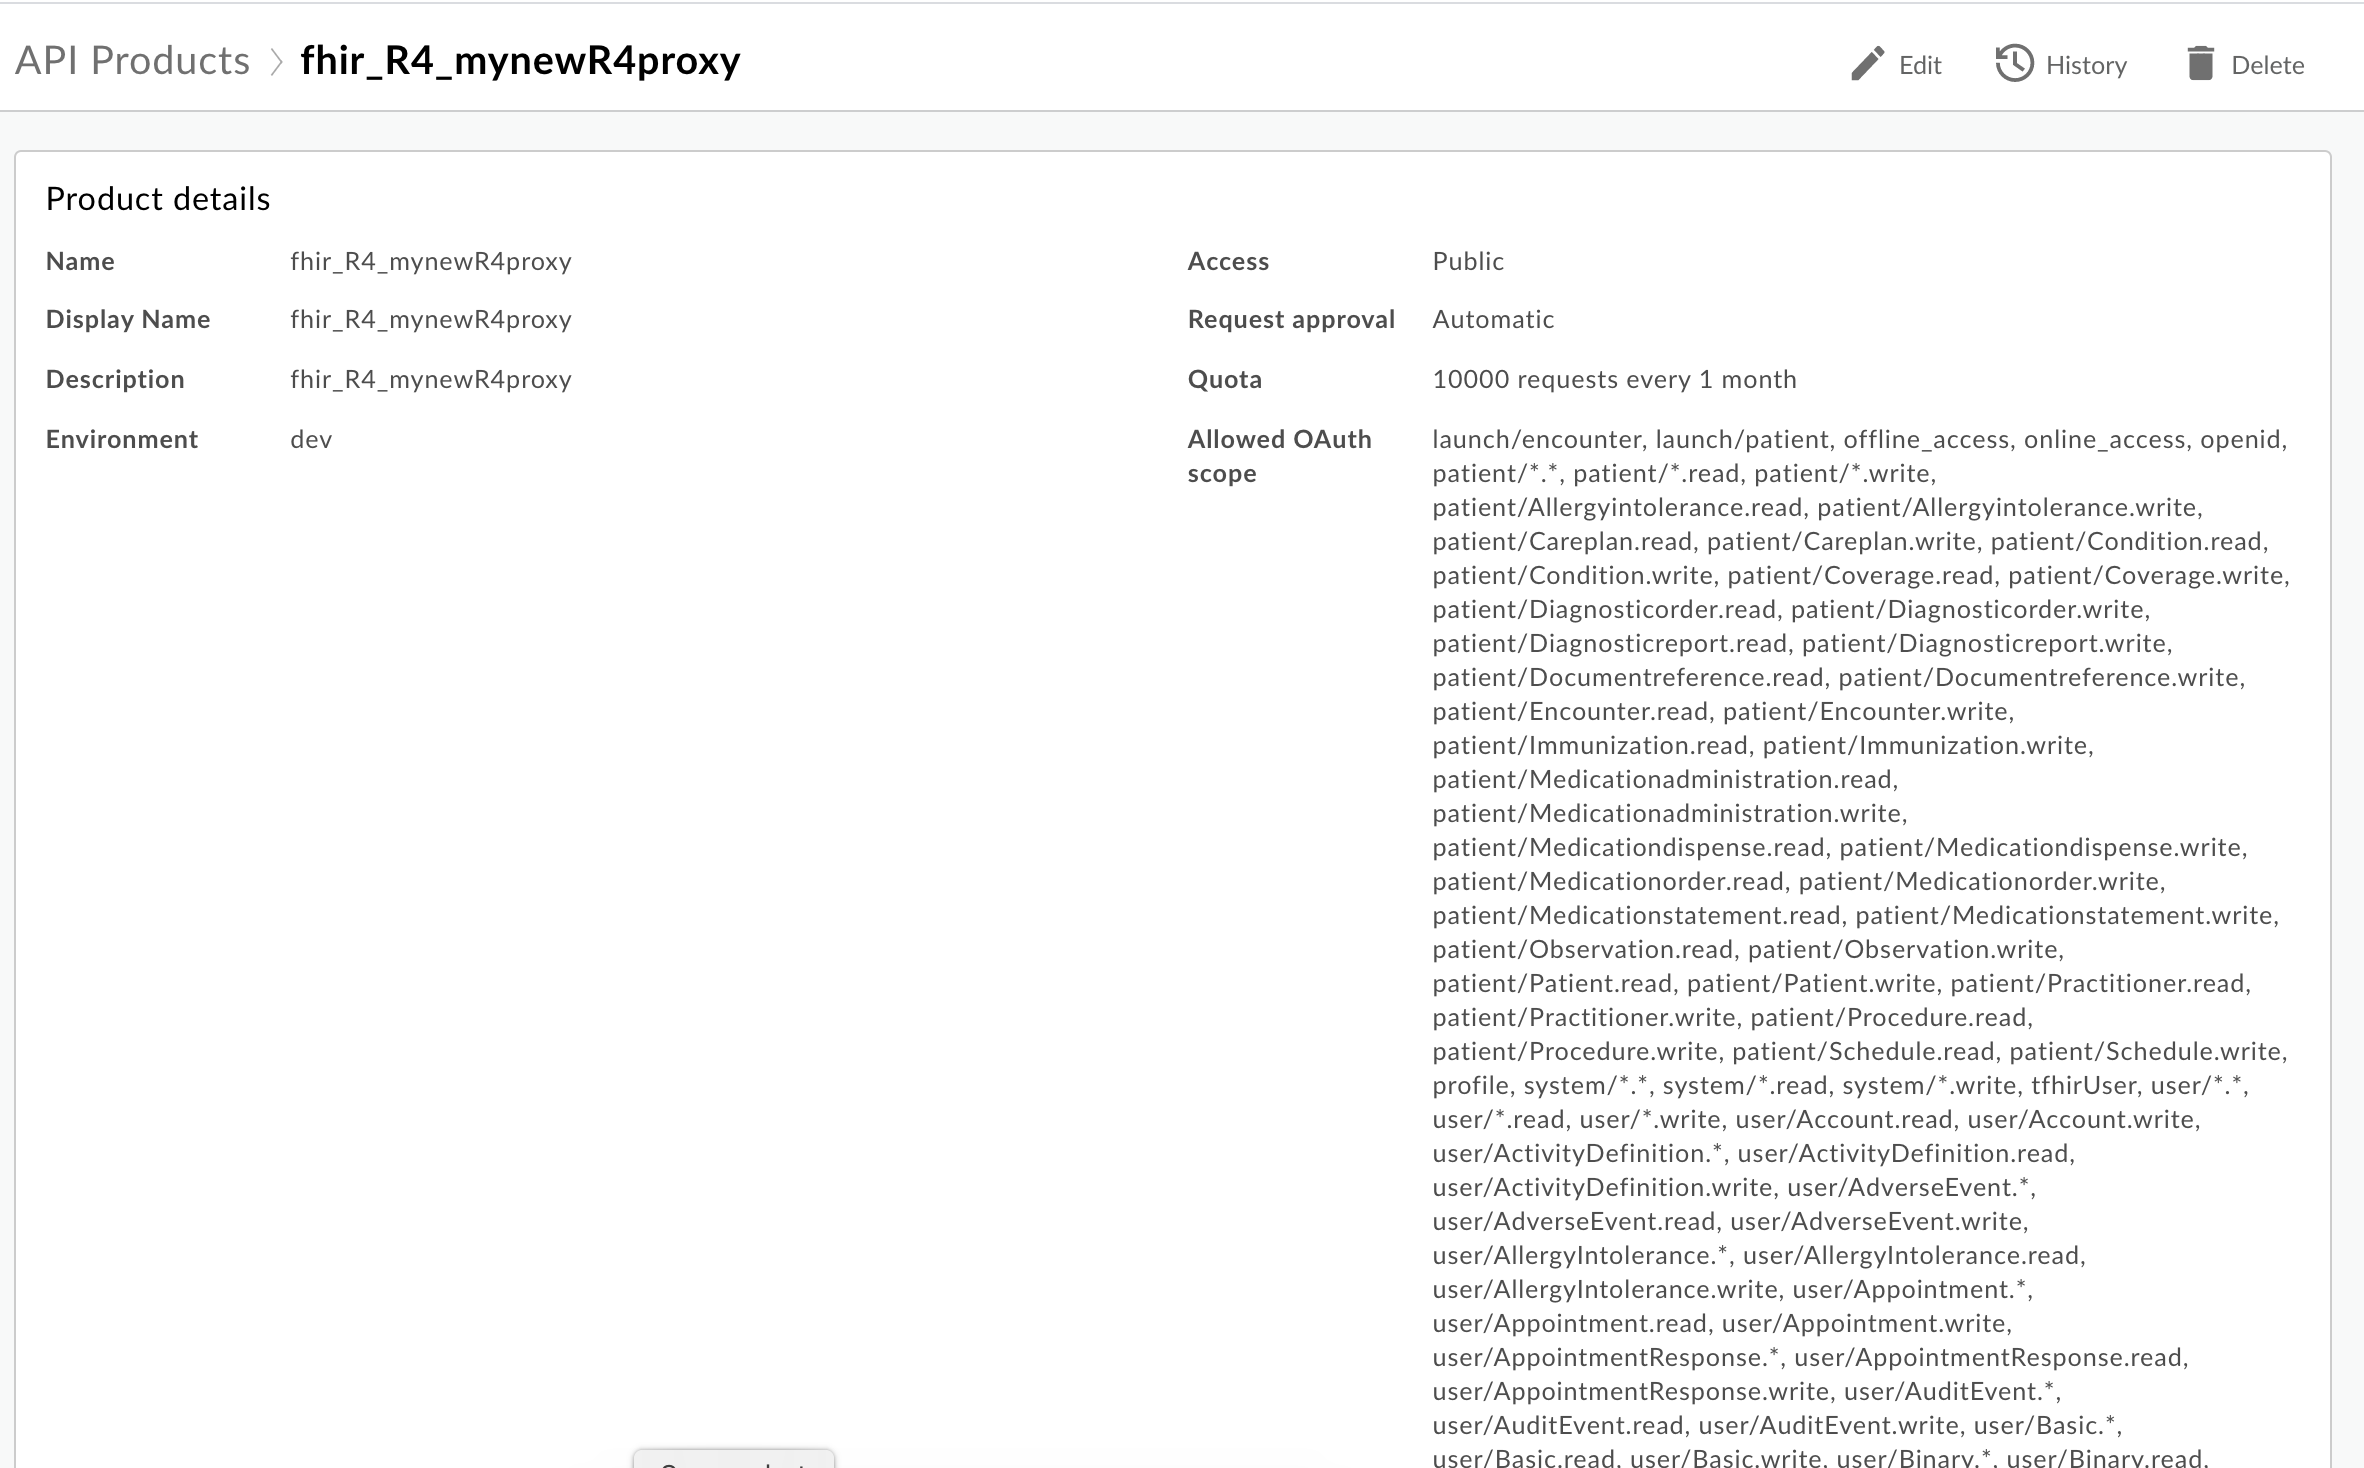 API Products > fhir_R4_mynewR4proxy
Edit
History
Delete
Product details
Name fhir_R4_mynewR4proxy
Display Name fhir_R4_mynewR4proxy
Description fhir_R4_mynewR4proxy
Environment dev
Access Public
Request approval Automatic
Quota 10000 requests every 1 month
Allowed OAuth scope
launch/encounter, launch/patient, offline_access, online_access, openid,
patient/*.*, patient/*.read, patient/*.write,
patient/Allergyintolerance.read, patient/Allergyintolerance.write,
patient/Careplan.read, patient/Careplan.write, patient/Condition.read,
patient/Condition.write, patient/Coverage.read, patient/Coverage.write,
patient/Diagnosticorder.read, patient/Diagnosticorder.write,
patient/Diagnosticreport.read, patient/Diagnosticreport.write,
patient/Documentreference.read, patient/Documentreference.write,
patient/Encounter.read, patient/Encounter.write,
patient/Immunization.read, patient/Immunization.write,
patient/Medicationadministration.read,
patient/Medicationadministration.write,
patient/Medicationdispense.read, patient/Medicationdispense.write,
patient/Medicationorder.read, patient/Medicationorder.write,
patient/Medicationstatement.read, patient/Medicationstatement.write,
patient/Observation.read, patient/Observation.write,
patient/Patient.read, patient/Patient.write, patient/Practitioner.read,
patient/Practitioner.write, patient/Procedure.read,
patient/Procedure.write, patient/Schedule.read, patient/Schedule.write,
profile, system/*.*, system/*.read, system/*.write, tfhirUser, user/*.*,
user/*.read, user/*.write, user/Account.read, user/Account.write,
user/ActivityDefinition.*, user/ActivityDefinition.read,
user/ActivityDefinition.write, user/AdverseEvent.*,
user/AdverseEvent.read, user/AdverseEvent.write,
user/AllergyIntolerance.*, user/AllergyIntolerance.read,
user/AllergyIntolerance.write, user/Appointment.*,
user/Appointment.read, user/Appointment.write,
user/AppointmentResponse.*, user/AppointmentResponse.read,
user/AppointmentResponse.write, user/AuditEvent.*,
user/AuditEvent.read, user/AuditEvent.write, user/Basic.*,
user/Basic.read, user/Basic.write, user/Binary.*, user/Binary.read,